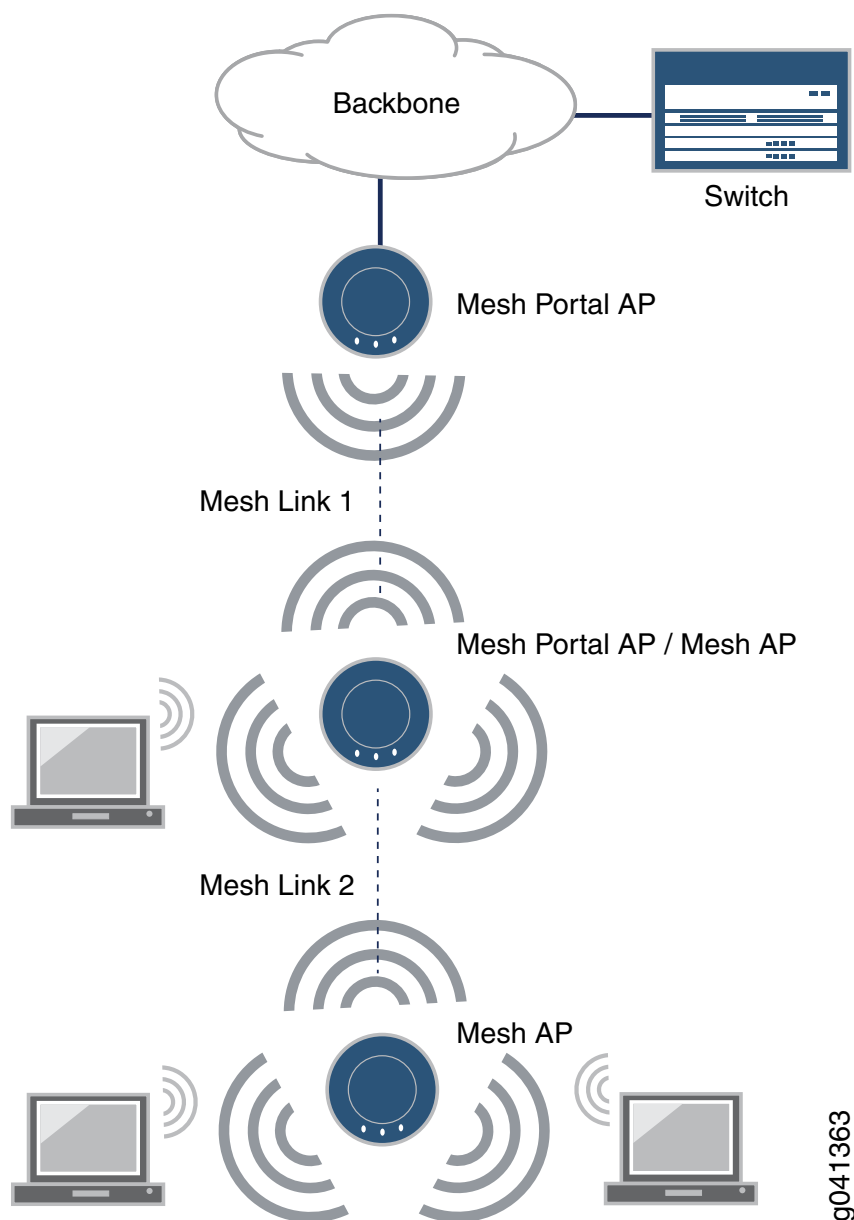 Backbone
Switch
Mesh Portal AP
Mesh Link 1
Mesh Portal AP / Mesh AP
Mesh Link 2
Mesh AP
g041363